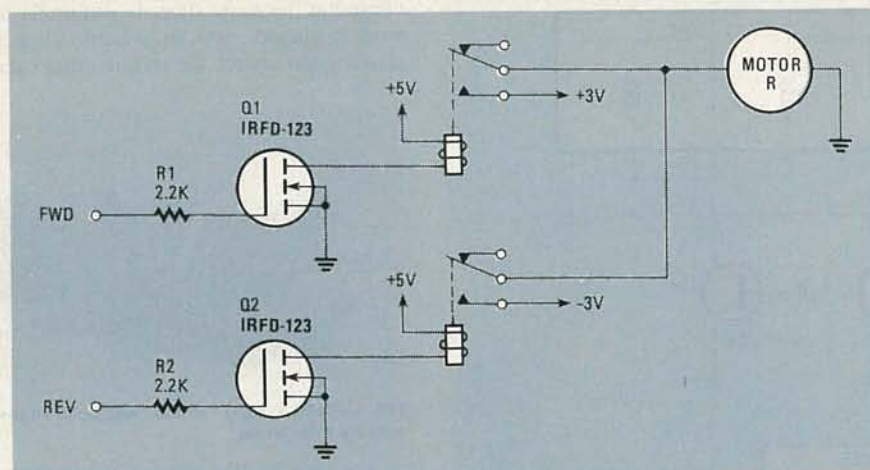 MOTOR
R
+5V
+3V
Q1
IRFD-123
R1
2.2K
FWD
+5V
-3V
Q2
IRFD-123
R2
2.2K
REV